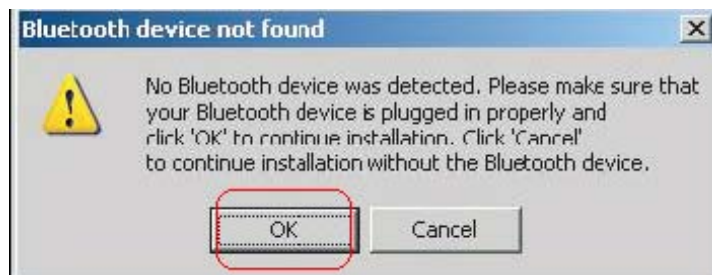 Bluetooth device not found
No Bluetooth device was detected. Please make sure that
your Bluetooth device is plugged in properly and
click 'OK' to continue installation. Click 'Cancel'
to continue installation without the Bluetooth device.
OK Cancel